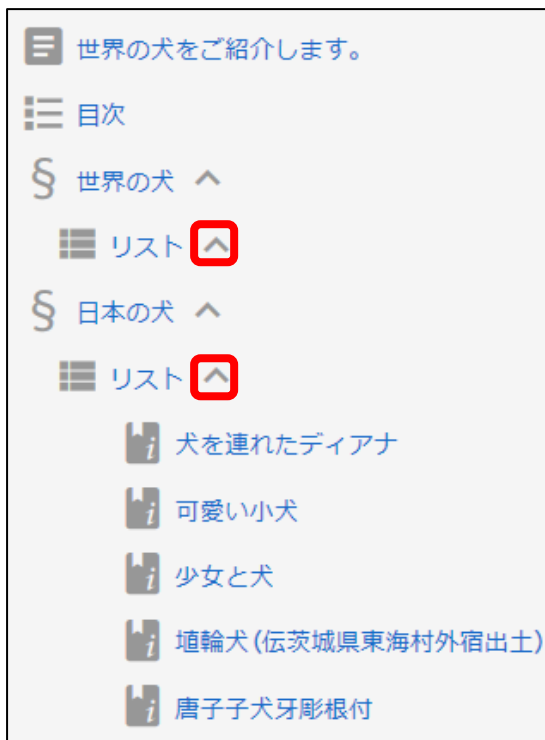 世界の犬をご紹介します。
目次
§ 世界の犬
リスト
§ 日本の犬
リスト
i 犬を連れたディアナ
i 可愛い小犬
i 少女と犬
i 埴輪犬(伝茨城県東海村外宿出土)
i 唐子子犬牙彫根付